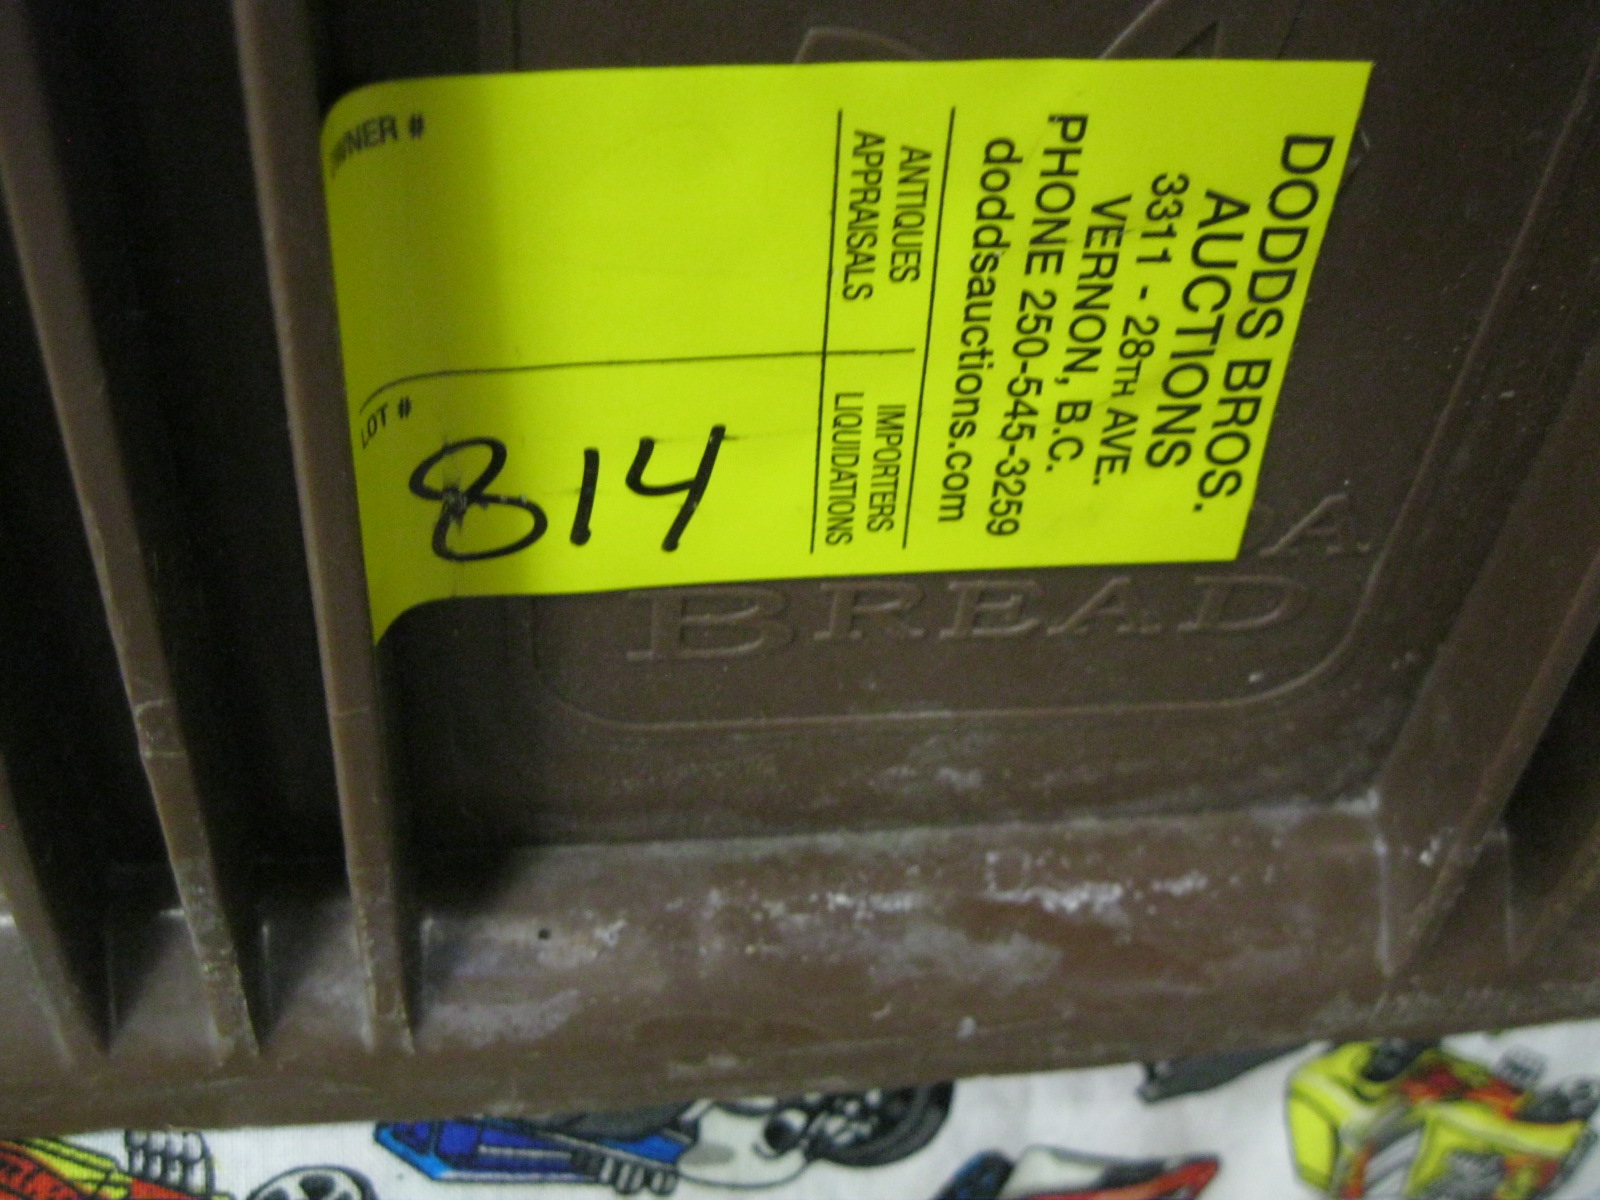 DODDS BROS.
AUCTIONS
3311 - 28TH AVE.
VERNON, B.C.
PHONE 250-545-3259
doddsauctions.com
ANTIQUES
APPRAISALS
IMPORTERS
LIQUIDATIONS
OWNER #
LOT #
814
BREAD